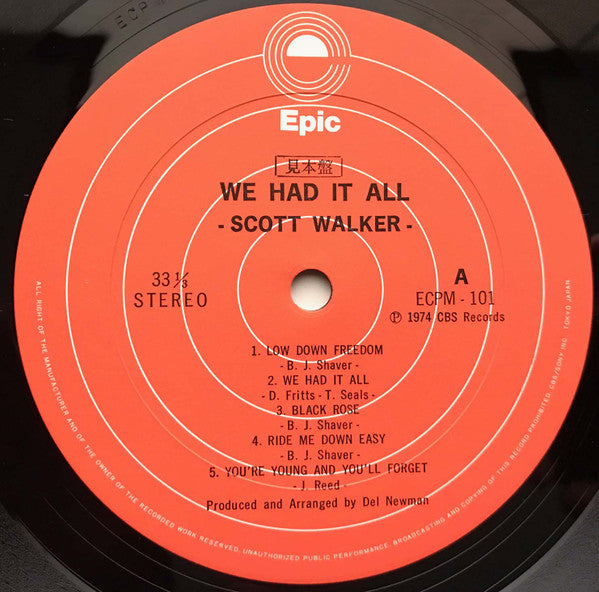 ECP
Epic
見本盤
WE HAD IT ALL
- SCOTT WALKER -
33 1/3
STEREO
A
ECPM - 101
Ⓟ 1974 CBS Records
1. LOW DOWN FREEDOM
- B. J. Shaver -
2. WE HAD IT ALL
- D. Fritts - T. Seals -
3. BLACK ROSE
- B. J. Shaver -
4. RIDE ME DOWN EASY
- B. J. Shaver -
5. YOU'RE YOUNG AND YOU'LL FORGET
- J. Reed -
Produced and Arranged by Del Newman
ALL RIGHT OF THE MANUFACTURER AND OF THE OWNER OF THE RECORDED WORK RESERVED. UNAUTHORIZED PUBLIC PERFORMANCE. BROADCASTING AND COPYING OF THIS RECORD PROHIBITED. CBS/SONY INC. TOKYO JAPAN